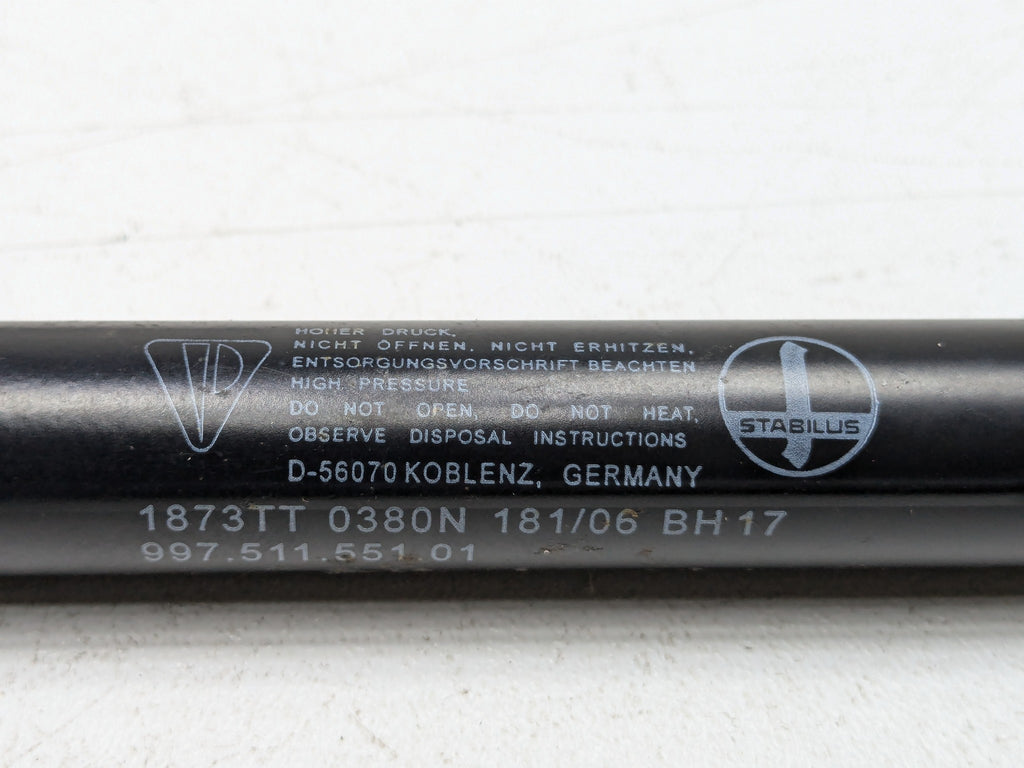 HOHER DRUCK.
NICHT ÖFFNEN. NICHT ERHITZEN.
ENTSORGUNGSVORSCHRIFT BEACHTEN
HIGH PRESSURE
DO NOT OPEN, DO NOT HEAT,
OBSERVE DISPOSAL INSTRUCTIONS
D-56070 KOBLENZ, GERMANY
STABILUS
1873TT 0380N 181/06 BH 17
997.511.551.01